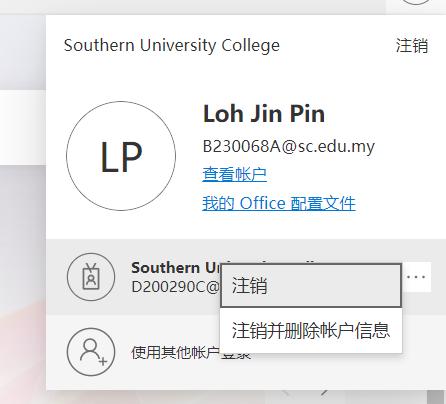 Southern University College
注销
LP
Loh Jin Pin
B230068A@sc.edu.my
查看帐户
我的 Office 配置文件
Southern
D200290C@
...
注销
注销并删除帐户信息
使用其他帐户登录